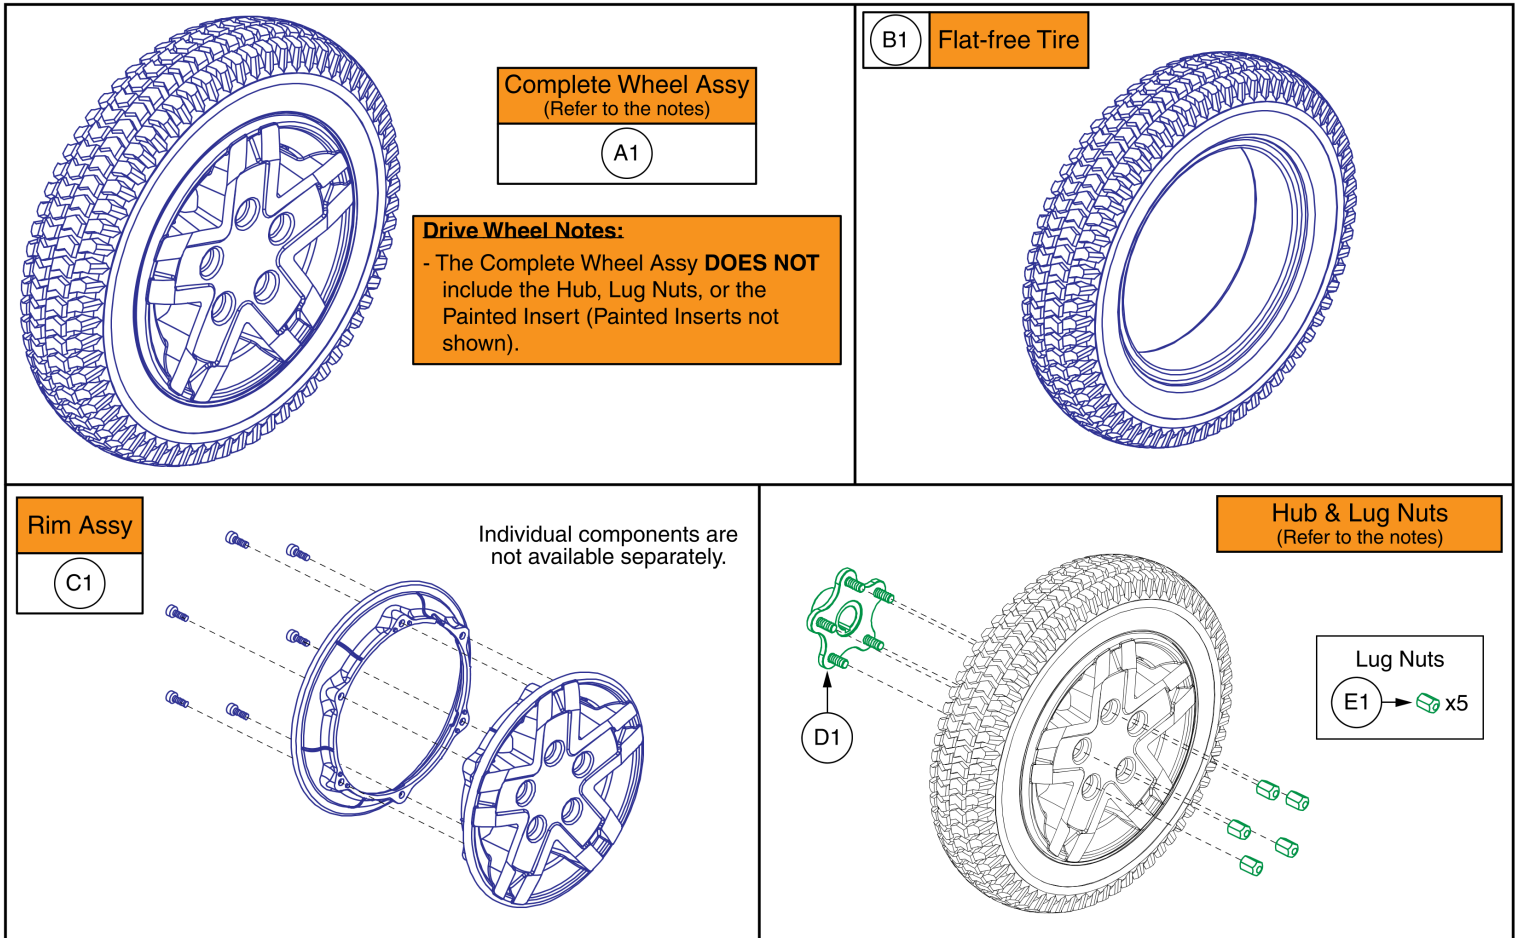 Complete Wheel Assy
(Refer to the notes)
A1
Drive Wheel Notes:
- The Complete Wheel Assy DOES NOT
include the Hub, Lug Nuts, or the
Painted Insert (Painted Inserts not
shown).
B1
Flat-free Tire
Rim Assy
C1
Individual components are
not available separately.
Hub & Lug Nuts
(Refer to the notes)
D1
Lug Nuts
E1
x5